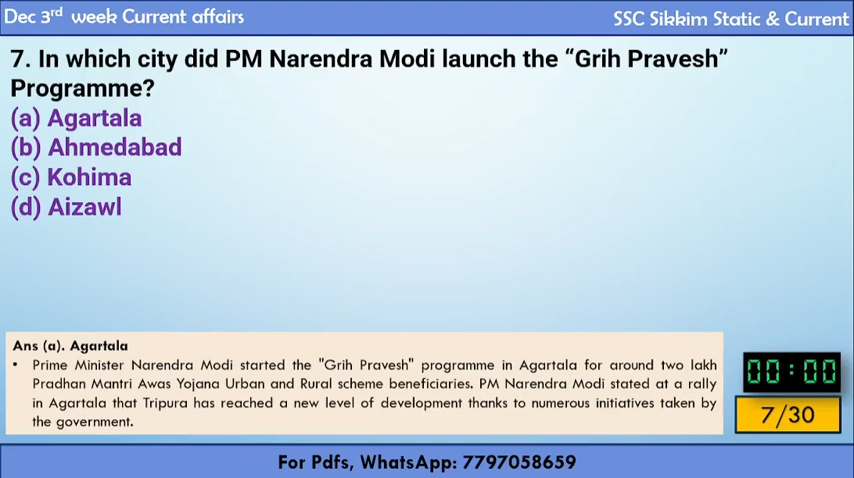 Dec 3rd week Current affairs
SSC Sikkim Static & Current
7. In which city did PM Narendra Modi launch the “Grih Pravesh”
Programme?
(a) Agartala
(b) Ahmedabad
(c) Kohima
(d) Aizawl
Ans (a). Agartala
• Prime Minister Narendra Modi started the "Grih Pravesh" programme in Agartala for around two lakh
Pradhan Mantri Awas Yojana Urban and Rural scheme beneficiaries. PM Narendra Modi stated at a rally
in Agartala that Tripura has reached a new level of development thanks to numerous initiatives taken by
the government.
00:00
7/30
For Pdfs, WhatsApp: 7797058659